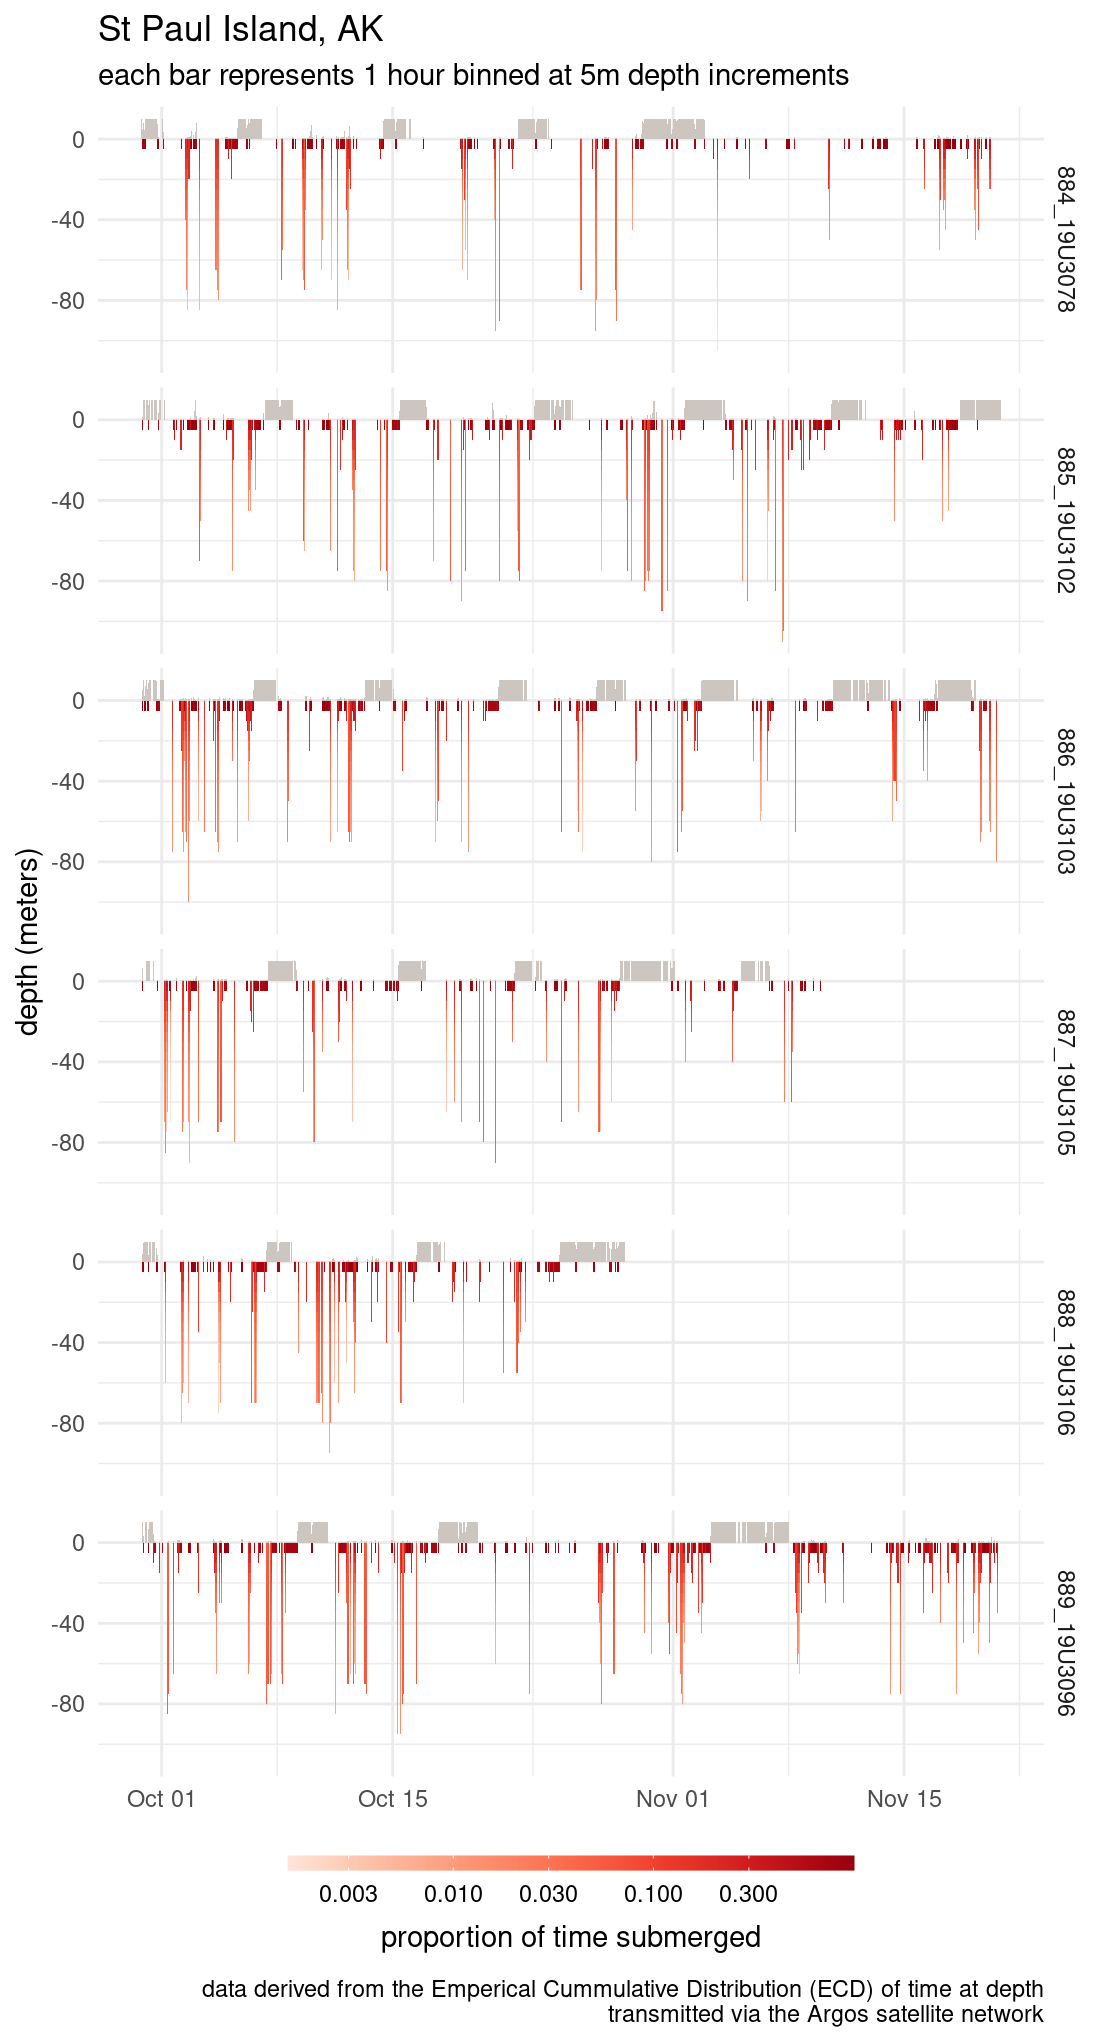 St Paul Island, AK
each bar represents 1 hour binned at 5m depth increments
depth (meters)
0
-40
-80
884_19U3078
0
-40
-80
885_19U3102
0
-40
-80
886_19U3103
0
-40
-80
887_19U3105
0
-40
-80
888_19U3106
0
-40
-80
889_19U3096
Oct 01 Oct 15 Nov 01 Nov 15
0.003 0.010 0.030 0.100 0.300
proportion of time submerged
data derived from the Emperical Cummulative Distribution (ECD) of time at depth
transmitted via the Argos satellite network